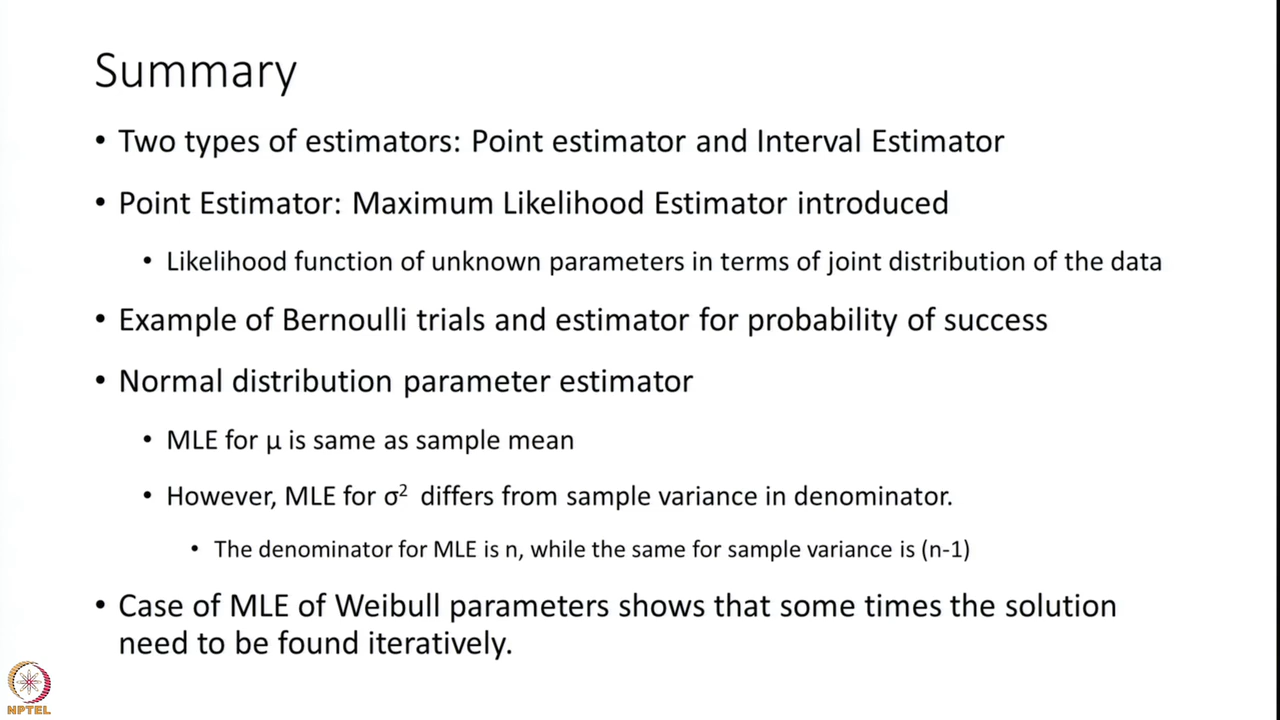 Summary
• Two types of estimators: Point estimator and Interval Estimator
• Point Estimator: Maximum Likelihood Estimator introduced
• Likelihood function of unknown parameters in terms of joint distribution of the data
• Example of Bernoulli trials and estimator for probability of success
• Normal distribution parameter estimator
• MLE for μ is same as sample mean
• However, MLE for σ² differs from sample variance in denominator.
• The denominator for MLE is n, while the same for sample variance is (n-1)
• Case of MLE of Weibull parameters shows that some times the solution
need to be found iteratively.
NPTEL